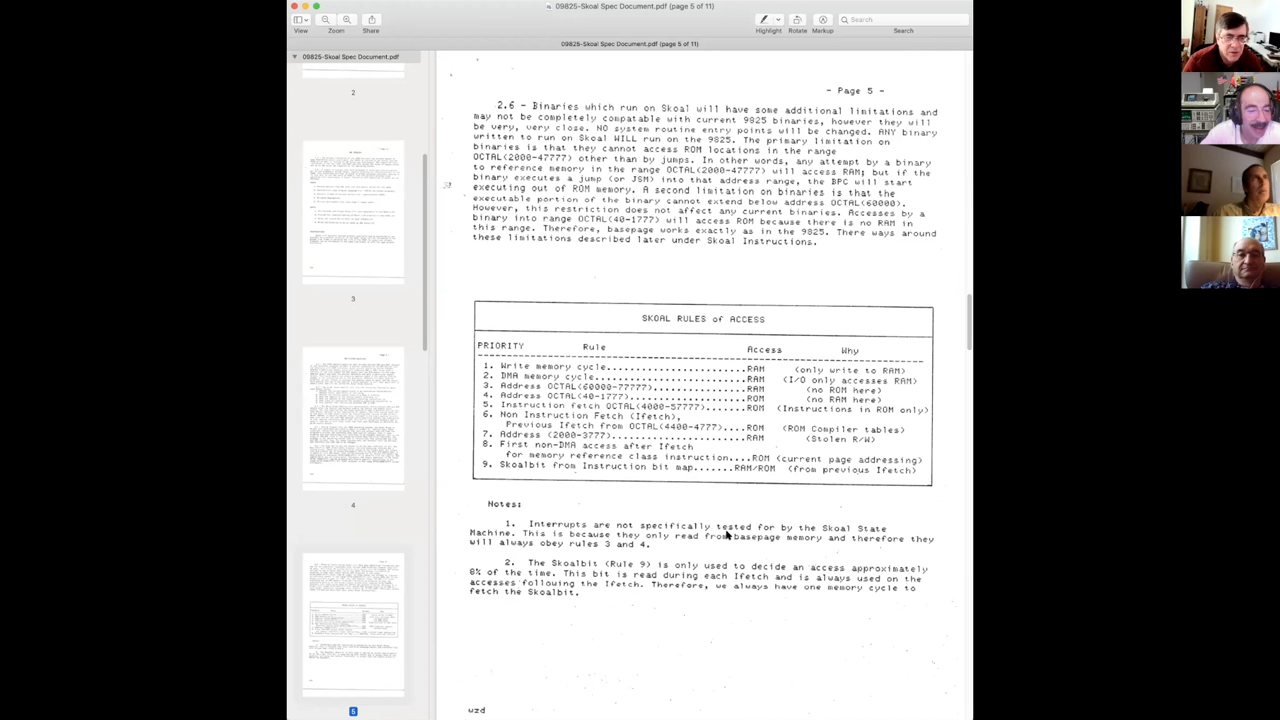 09825-Skoal Spec Document.pdf (page 5 of 11)
View
Zoom
Share
Highlight
Rotate
Markup
Search
Search
09825-Skoal Spec Document.pdf (page 5 of 11)
09825-Skoal Spec Document.pdf
2
3
4
5
- Page 5 -
2.6 - Binaries which run on Skoal will have some additional limitations and
may not be completely compatable with current 9825 binaries, however they will
be very, very close. NO system routine entry points will be changed. ANY binary
written to run on Skoal WILL run on the 9825. The primary limitation on
binaries is that they cannot access ROM locations in the range
OCTAL(2000-47777) other than by jumps. In other words, any attempt by a binary
to reference memory in the range OCTAL(2000-47777) will access RAM; but if the
binary executes a jump (or JSM) into that address range, the BPC will start
executing out of ROM memory. A second limitation on binaries is that the
executable portion of the binary cannot extend below address OCTAL(60000).
However, this restriction does not affect any current binaries. Accesses by a
binary into range OCTAL(40-1777) will access ROM because there is no RAM in
this range. Therefore, basepage works exactly as in the 9825. There ways around
these limitations described later under Skoal Instructions.
SKOAL RULES of ACCESS
PRIORITY Rule Access Why
1. Write memory cycle.............................RAM (only write to RAM)
2. DMA memory cycle...............................RAM (I/O only accesses RAM)
3. Address OCTAL(60000-77777).....................RAM (no ROM here)
4. Address OCTAL(40-1777).........................ROM (no RAM here)
5. Instruction fetch OCTAL(4000-57777).......ROM (Instructions in ROM only)
6. Non Instruction Fetch (Ifetch),
Previous Ifetch from OCTAL(4400-4777)....ROM (ROM Compiler tables)
7. Address (2000-3777)............................RAM (Stolen R/W)
8. First non-DMA access after Ifetch
for memory reference class instruction....ROM (current page addressing)
9. Skoalbit from Instruction bit map.......RAM/ROM (from previous Ifetch)
Notes:
1. Interrupts are not specifically tested for by the Skoal State
Machine. This is because they only read from basepage memory and therefore they
will always obey rules 3 and 4.
2. The Skoalbit (Rule 9) is only used to decide an access approximately
8% of the time. This bit is read during each Ifetch and is always used on the
accesses following the Ifetch. Therefore, we always have one memory cycle to
fetch the Skoalbit.
wzd